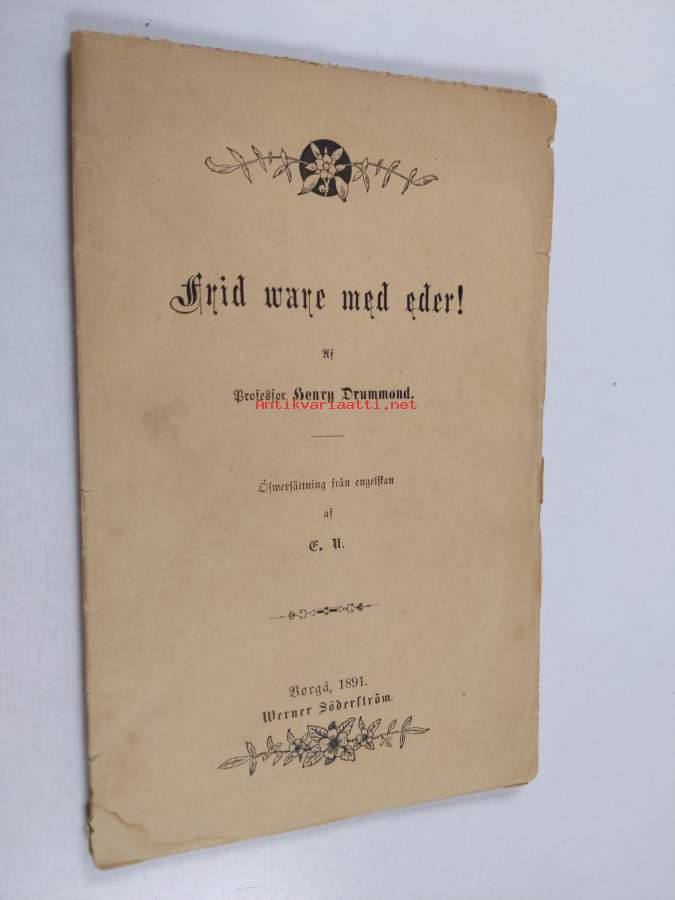 Frid ware med eder!
Af
Professor Henry Drummond.
Antikvariaatti.net
Öfwersättning från engelskan
af
E. N.
Borgå, 1891.
Werner Söderström.